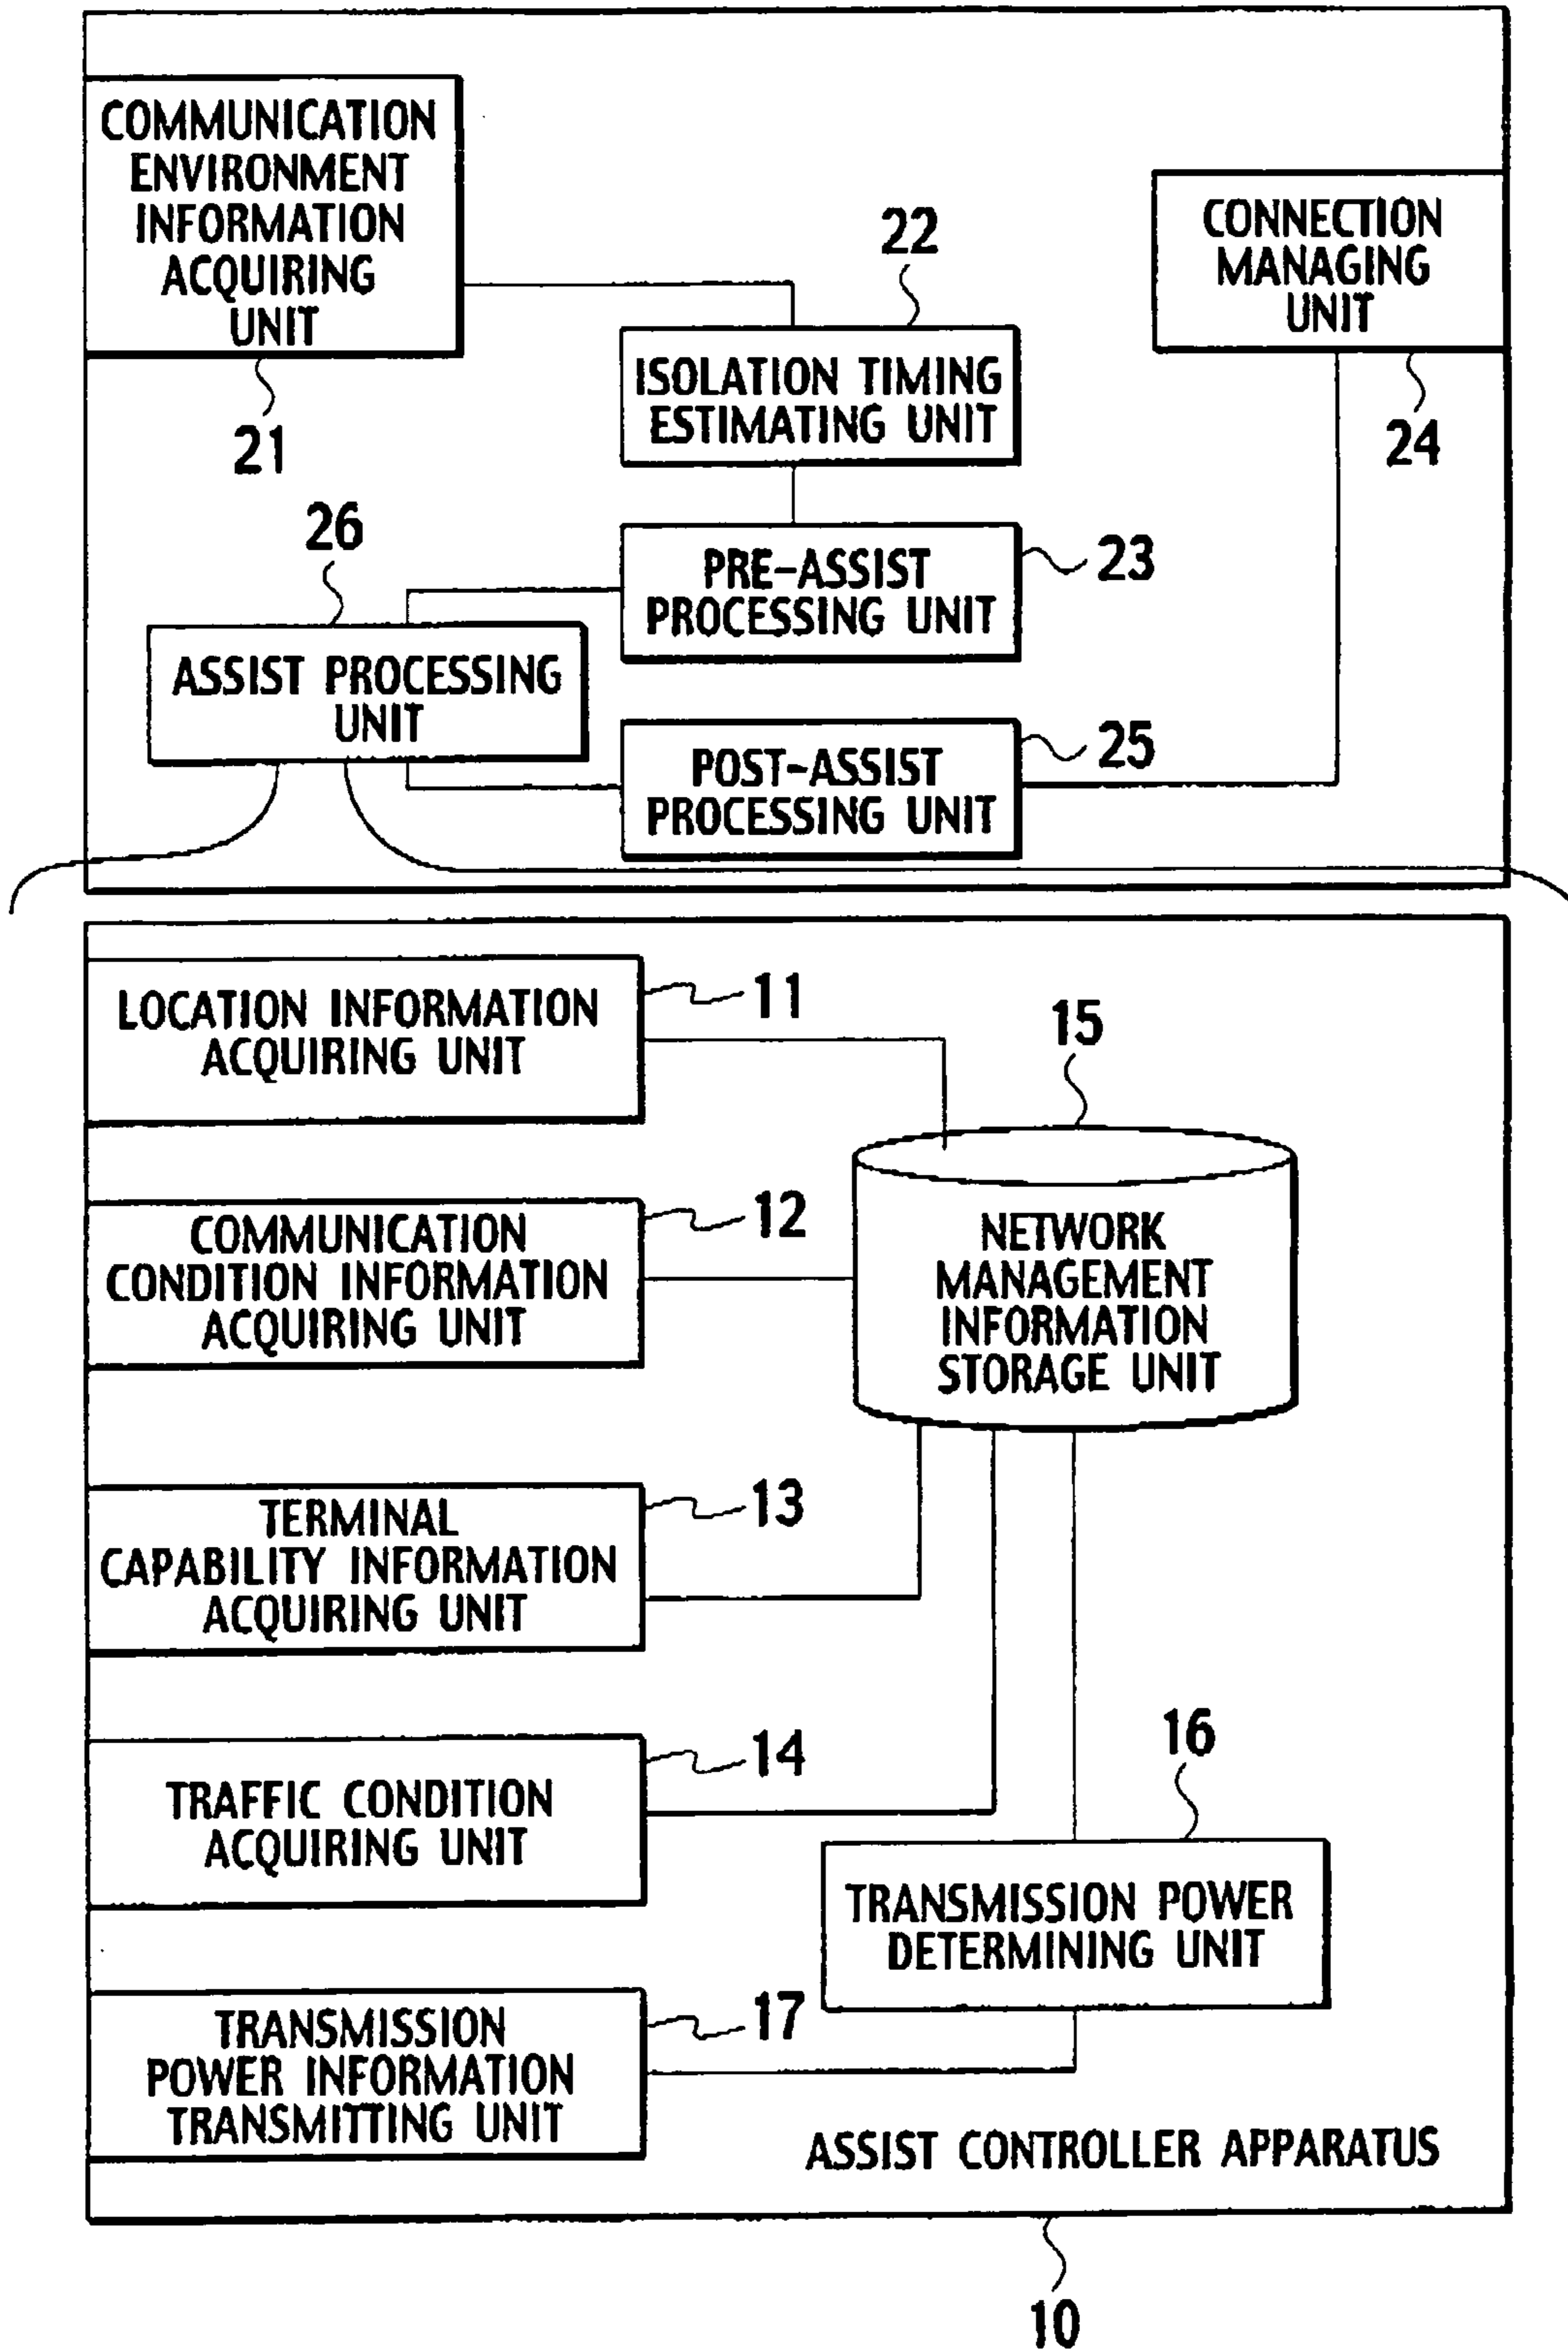 COMMUNICATION
ENVIRONMENT
INFORMATION
ACQUIRING
UNIT
21
22
ISOLATION TIMING
ESTIMATING UNIT
CONNECTION
MANAGING
UNIT
24
PRE-ASSIST
PROCESSING UNIT
23
26
ASSIST PROCESSING
UNIT
POST-ASSIST
PROCESSING UNIT
25
LOCATION INFORMATION
ACQUIRING UNIT
11
15
NETWORK
MANAGEMENT
INFORMATION
STORAGE UNIT
COMMUNICATION
CONDITION INFORMATION
ACQUIRING UNIT
12
TERMINAL
CAPABILITY INFORMATION
ACQUIRING UNIT
13
TRAFFIC CONDITION
ACQUIRING UNIT
14
16
TRANSMISSION POWER
DETERMINING UNIT
TRANSMISSION
POWER INFORMATION
TRANSMITTING UNIT
17
ASSIST CONTROLLER APPARATUS
10